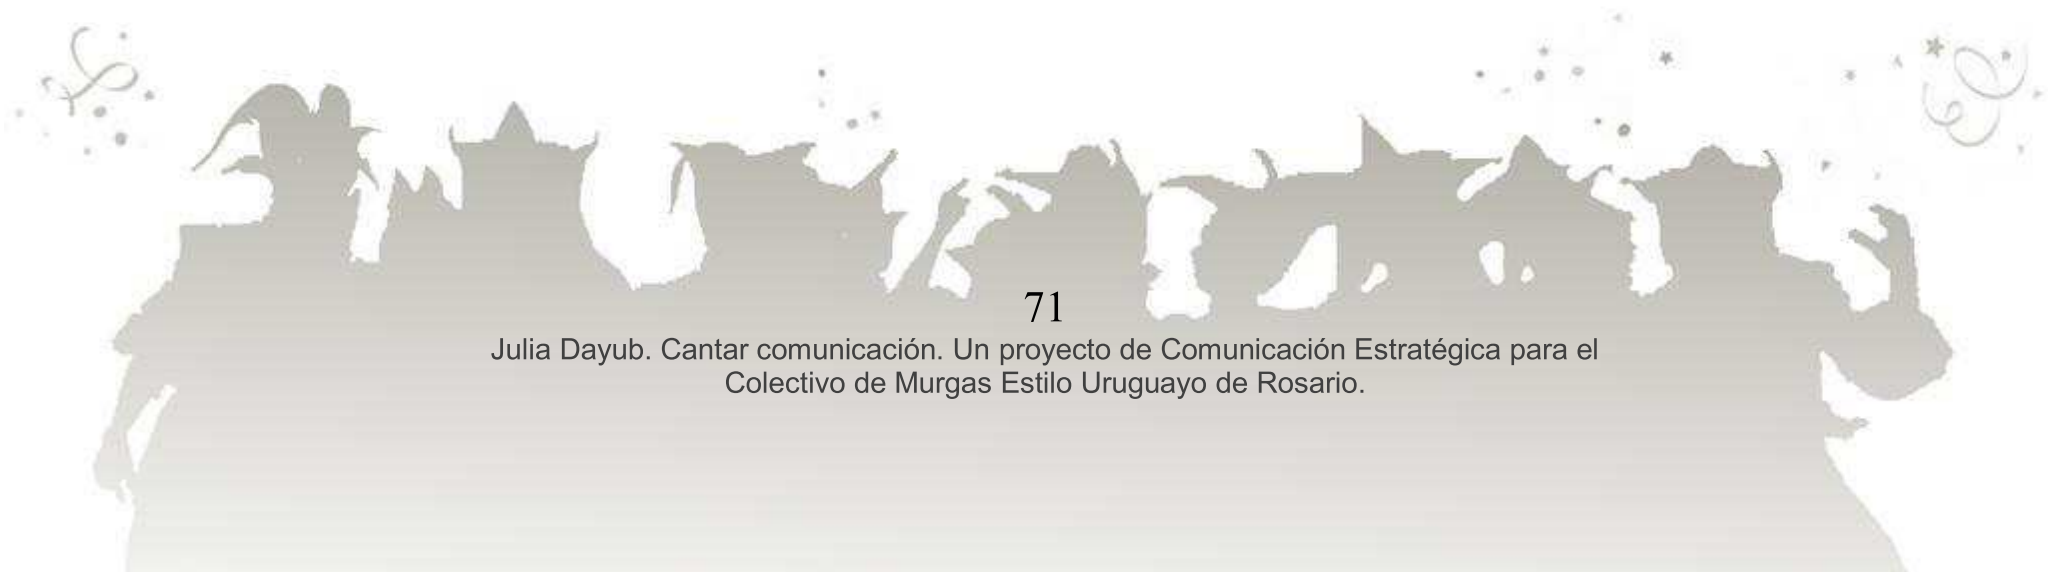 71
Julia Dayub. Cantar comunicación. Un proyecto de Comunicación Estratégica para el
Colectivo de Murgas Estilo Uruguayo de Rosario.